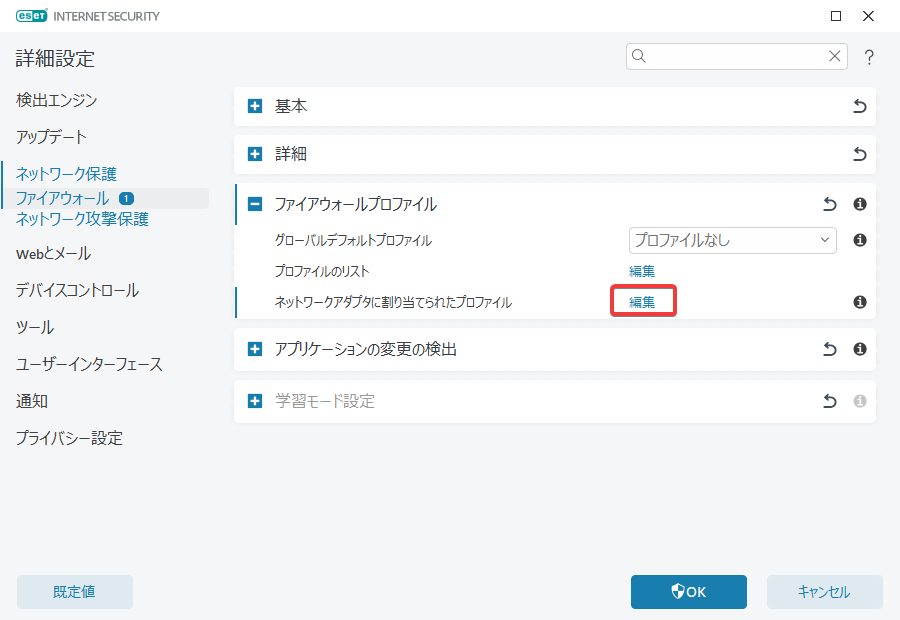 eseT INTERNET SECURITY
詳細設定
?
検出エンジン
アップデート
ネットワーク保護
ファイアウォール 1
ネットワーク攻撃保護
Webとメール
デバイスコントロール
ツール
ユーザーインターフェース
通知
プライバシー設定
基本
詳細
ファイアウォールプロファイル
グローバルデフォルトプロファイル プロファイルなし
プロファイルのリスト 編集
ネットワークアダプタに割り当てられたプロファイル 編集
アプリケーションの変更の検出
学習モード設定
既定値 OK キャンセル